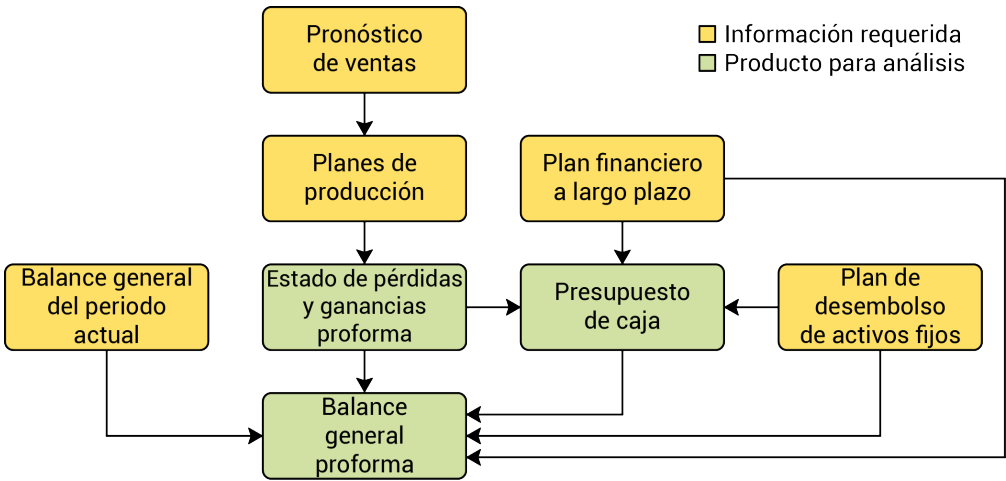 Pronóstico
de ventas
Información requerida
Producto para análisis
Planes de
producción
Plan financiero
a largo plazo
Balance general
del periodo
actual
Estado de pérdidas
y ganancias
proforma
Presupuesto
de caja
Plan de
desembolso
de activos fijos
Balance
general
proforma